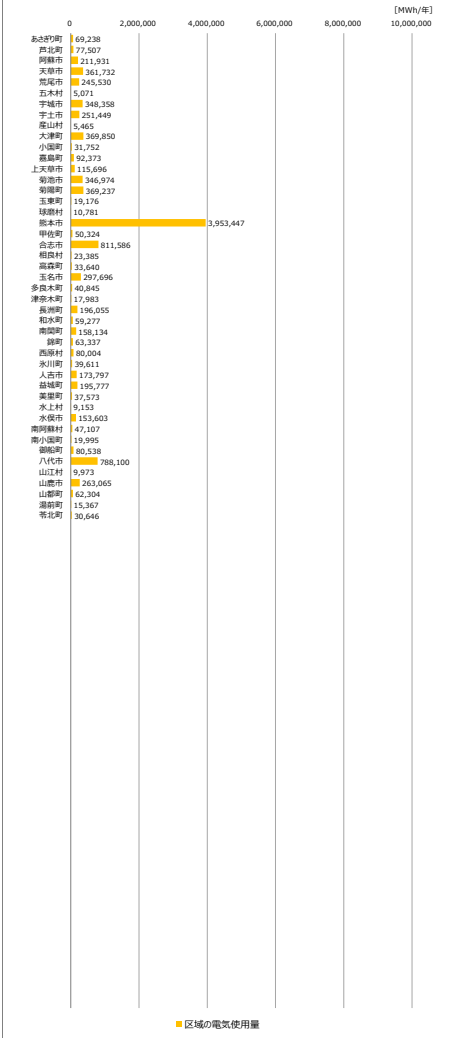 [MWh/年]
0 2,000,000 4,000,000 6,000,000 8,000,000 10,000,000
あさぎり町 69,238
芦北町 77,507
阿蘇市 211,931
天草市 361,732
荒尾市 245,530
五木村 5,071
宇城市 348,358
宇土市 251,449
産山村 5,465
大津町 369,850
小国町 31,752
嘉島町 92,373
上天草市 115,696
菊池市 346,974
菊陽町 369,237
玉東町 19,176
球磨村 10,781
熊本市 3,953,447
甲佐町 50,324
合志市 811,586
相良村 23,385
高森町 33,640
玉名市 297,696
多良木町 40,845
津奈木町 17,983
長洲町 196,055
和水町 59,277
南関町 158,134
錦町 63,337
西原村 80,004
氷川町 39,611
人吉市 173,797
益城町 195,777
美里町 37,573
水上村 9,153
水俣市 153,603
南阿蘇村 47,107
南小国町 19,995
御船町 80,538
八代市 788,100
山江村 9,973
山鹿市 263,065
山都町 62,304
湯前町 15,367
苓北町 30,646
区域の電気使用量